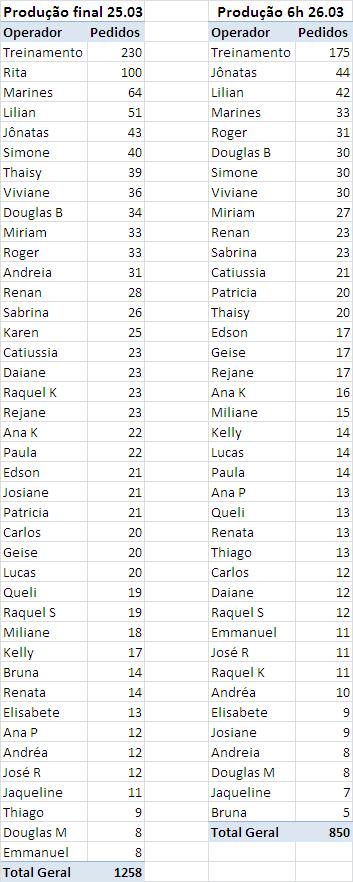 Produção final 25.03 Produção 6h 26.03
Operador Pedidos Operador Pedidos
Treinamento 230 Treinamento 175
Rita 100 Jônatas 44
Marines 64 Lilian 42
Lilian 51 Marines 33
Jônatas 43 Roger 31
Simone 40 Douglas B 30
Thaisy 39 Simone 30
Viviane 36 Viviane 30
Douglas B 34 Miriam 27
Miriam 33 Renan 23
Roger 33 Sabrina 23
Andreia 31 Catiussia 21
Renan 28 Patricia 20
Sabrina 26 Thaisy 20
Karen 25 Edson 17
Catiussia 23 Geise 17
Daiane 23 Rejane 17
Raquel K 23 Ana K 16
Rejane 23 Miliane 15
Ana K 22 Kelly 14
Paula 22 Lucas 14
Edson 21 Paula 14
Josiane 21 Ana P 13
Patricia 21 Queli 13
Carlos 20 Renata 13
Geise 20 Thiago 13
Lucas 20 Carlos 12
Queli 19 Daiane 12
Raquel S 19 Raquel S 12
Miliane 18 Emmanuel 11
Kelly 17 José R 11
Bruna 14 Raquel K 11
Renata 14 Andréa 10
Elisabete 13 Elisabete 9
Ana P 12 Josiane 9
Andréa 12 Andreia 8
José R 12 Douglas M 8
Jaqueline 11 Jaqueline 7
Thiago 9 Bruna 5
Douglas M 8 Total Geral 850
Emmanuel 8
Total Geral 1258